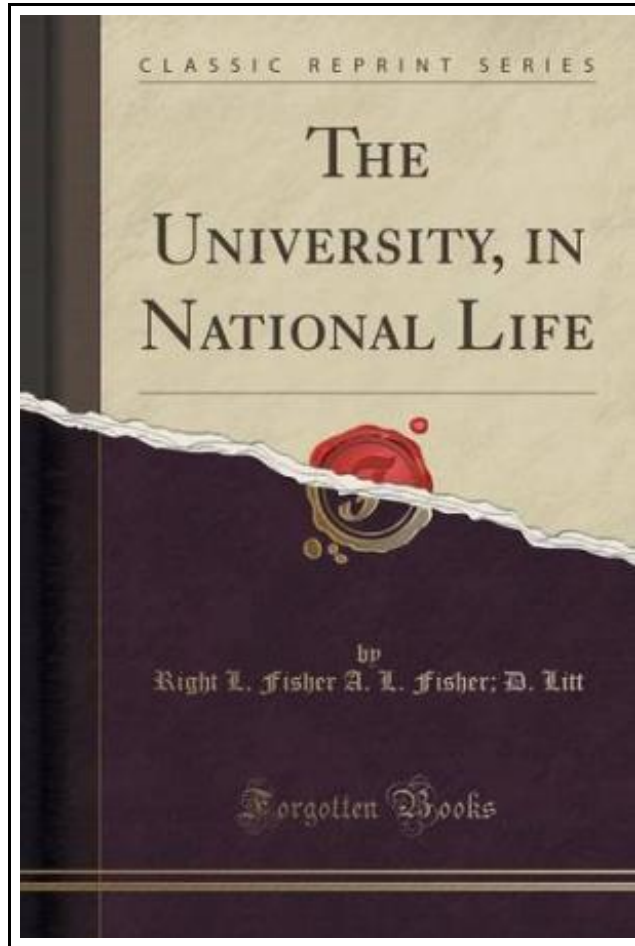 CLASSIC REPRINT SERIES
THE
UNIVERSITY, IN
NATIONAL LIFE
by
Right L. Fisher A. L. Fisher; D. Litt
Forgotten Books